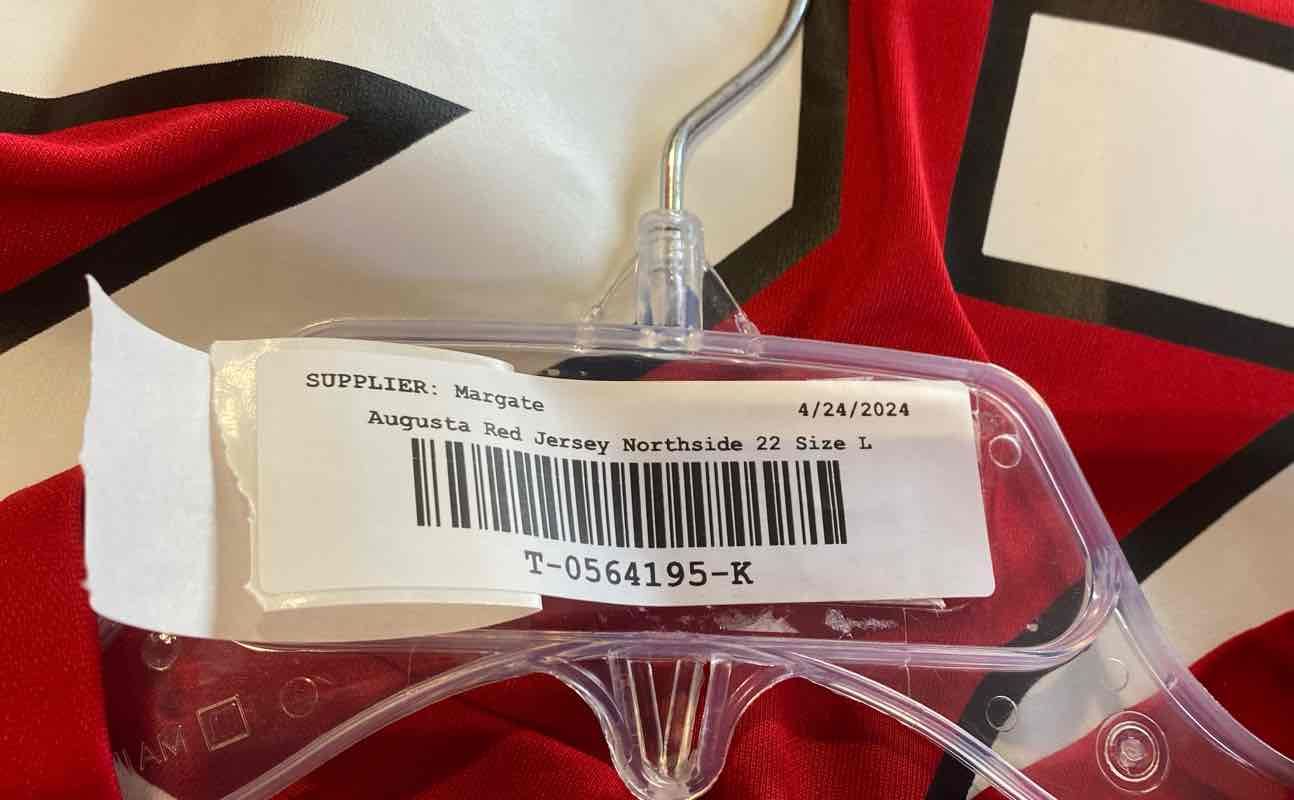 SUPPLIER: Margate
4/24/2024
Augusta Red Jersey Northside 22 Size L
T-0564195-K